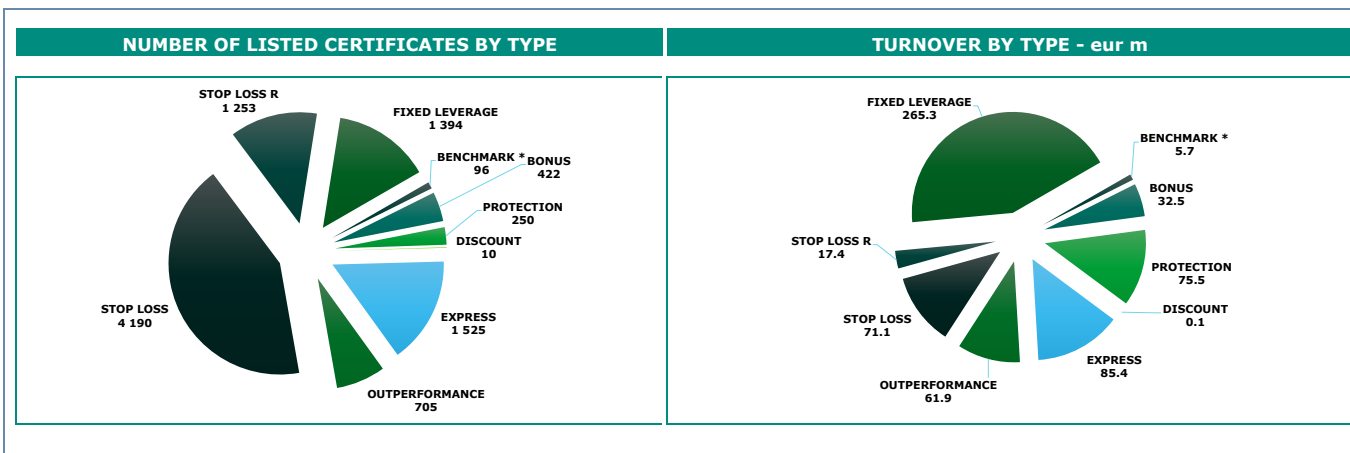 NUMBER OF LISTED CERTIFICATES BY TYPE
STOP LOSS R
1 253
FIXED LEVERAGE
1 394
BENCHMARK *
96
BONUS
422
PROTECTION
250
DISCOUNT
10
EXPRESS
1 525
OUTPERFORMANCE
705
STOP LOSS
4 190
TURNOVER BY TYPE - eur m
FIXED LEVERAGE
265.3
BENCHMARK *
5.7
BONUS
32.5
PROTECTION
75.5
DISCOUNT
0.1
EXPRESS
85.4
OUTPERFORMANCE
61.9
STOP LOSS
71.1
STOP LOSS R
17.4